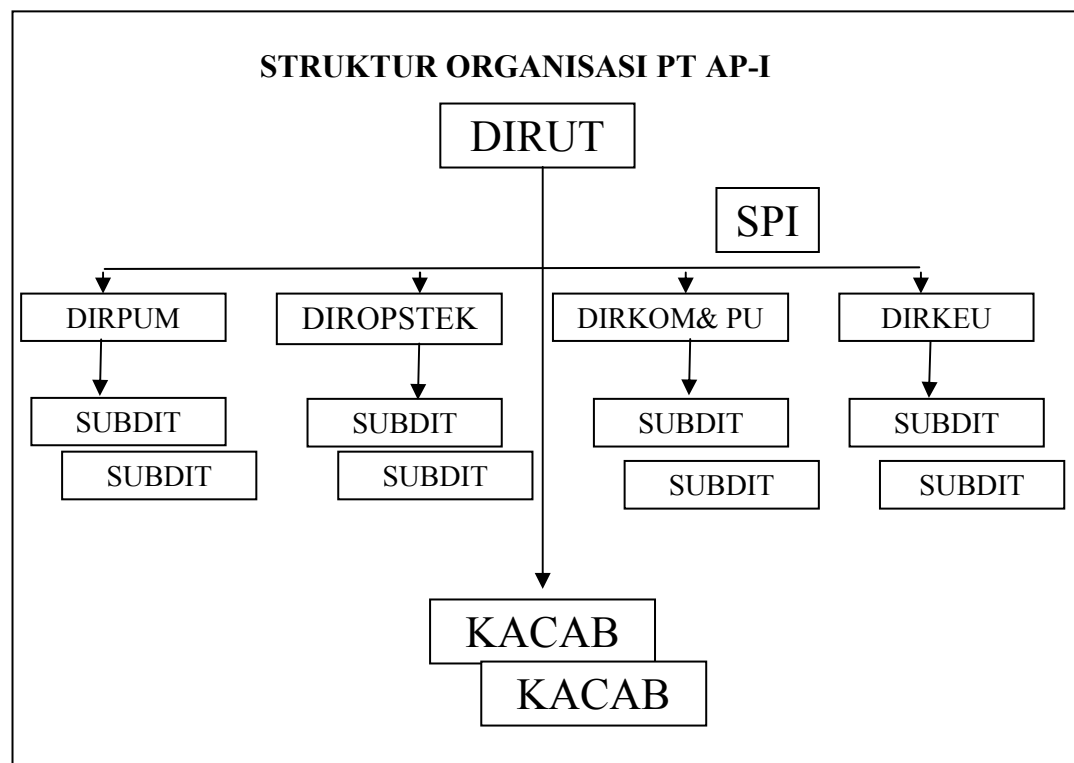 STRUKTUR ORGANISASI PT AP-I
DIRUT
SPI
DIRPUM
DIROPSTEK
DIRKOM& PU
DIRKEU
SUBDIT
SUBDIT
SUBDIT
SUBDIT
SUBDIT
SUBDIT
SUBDIT
SUBDIT
KACAB
KACAB